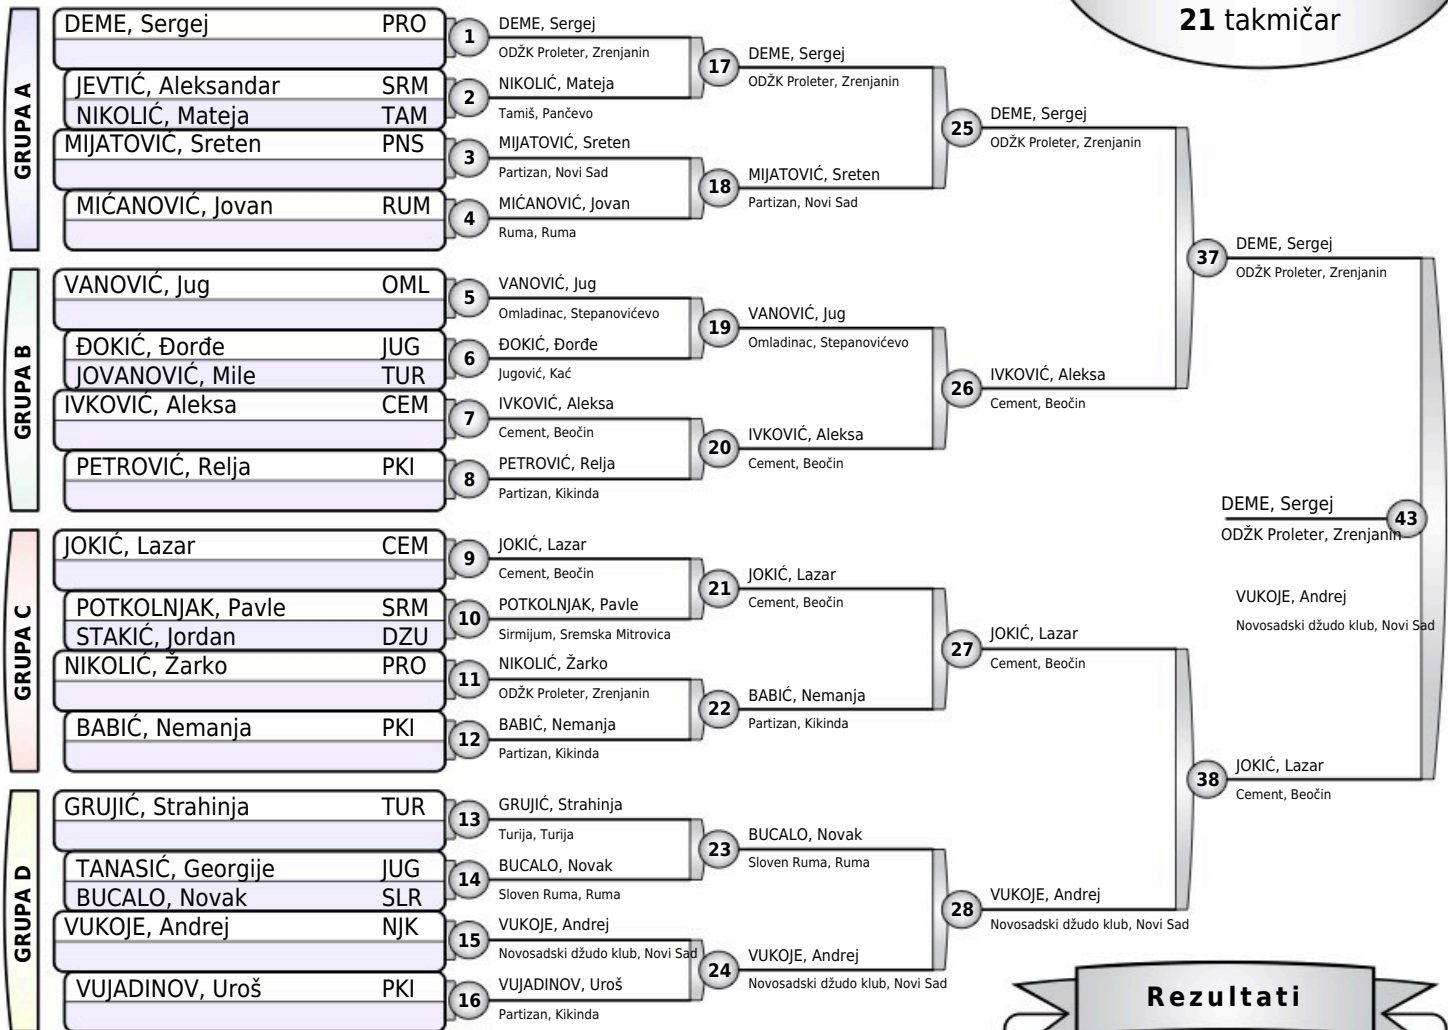 21 takmičar
GRUPA A
DEME, Sergej PRO
JEVTIĆ, Aleksandar SRM
NIKOLIĆ, Mateja TAM
MIJATOVIĆ, Sreten PNS
MIĆANOVIĆ, Jovan RUM
GRUPA B
VANOVIĆ, Jug OML
ĐOKIĆ, Đorđe JUG
JOVANOVIĆ, Mile TUR
IVKOVIĆ, Aleksa CEM
PETROVIĆ, Relja PKI
GRUPA C
JOKIĆ, Lazar CEM
POTKOLNJAK, Pavle SRM
STAKIĆ, Jordan DZU
NIKOLIĆ, Žarko PRO
BABIĆ, Nemanja PKI
GRUPA D
GRUJIĆ, Strahinja TUR
TANASIĆ, Georgije JUG
BUCALO, Novak SLR
VUKOJE, Andrej NJK
VUJADINOV, Uroš PKI
1 DEME, Sergej
ODŽK Proleter, Zrenjanin
2 NIKOLIĆ, Mateja
Tamiš, Pančevo
3 MIJATOVIĆ, Sreten
Partizan, Novi Sad
4 MIĆANOVIĆ, Jovan
Ruma, Ruma
5 VANOVIĆ, Jug
Omladinac, Stepanovićevo
6 ĐOKIĆ, Đorđe
Jugović, Kać
7 IVKOVIĆ, Aleksa
Cement, Beočin
8 PETROVIĆ, Relja
Partizan, Kikinda
9 JOKIĆ, Lazar
Cement, Beočin
10 POTKOLNJAK, Pavle
Sirmijum, Sremska Mitrovica
11 NIKOLIĆ, Žarko
ODŽK Proleter, Zrenjanin
12 BABIĆ, Nemanja
Partizan, Kikinda
13 GRUJIĆ, Strahinja
Turija, Turija
14 BUCALO, Novak
Sloven Ruma, Ruma
15 VUKOJE, Andrej
Novosadski džudo klub, Novi Sad
16 VUJADINOV, Uroš
Partizan, Kikinda
17 DEME, Sergej
ODŽK Proleter, Zrenjanin
18 MIJATOVIĆ, Sreten
Partizan, Novi Sad
19 VANOVIĆ, Jug
Omladinac, Stepanovićevo
20 IVKOVIĆ, Aleksa
Cement, Beočin
21 JOKIĆ, Lazar
Cement, Beočin
22 BABIĆ, Nemanja
Partizan, Kikinda
23 BUCALO, Novak
Sloven Ruma, Ruma
24 VUKOJE, Andrej
Novosadski džudo klub, Novi Sad
25 DEME, Sergej
ODŽK Proleter, Zrenjanin
26 IVKOVIĆ, Aleksa
Cement, Beočin
27 JOKIĆ, Lazar
Cement, Beočin
28 VUKOJE, Andrej
Novosadski džudo klub, Novi Sad
37 DEME, Sergej
ODŽK Proleter, Zrenjanin
38 JOKIĆ, Lazar
Cement, Beočin
DEME, Sergej
43
ODŽK Proleter, Zrenjanin
VUKOJE, Andrej
Novosadski džudo klub, Novi Sad
Rezultati